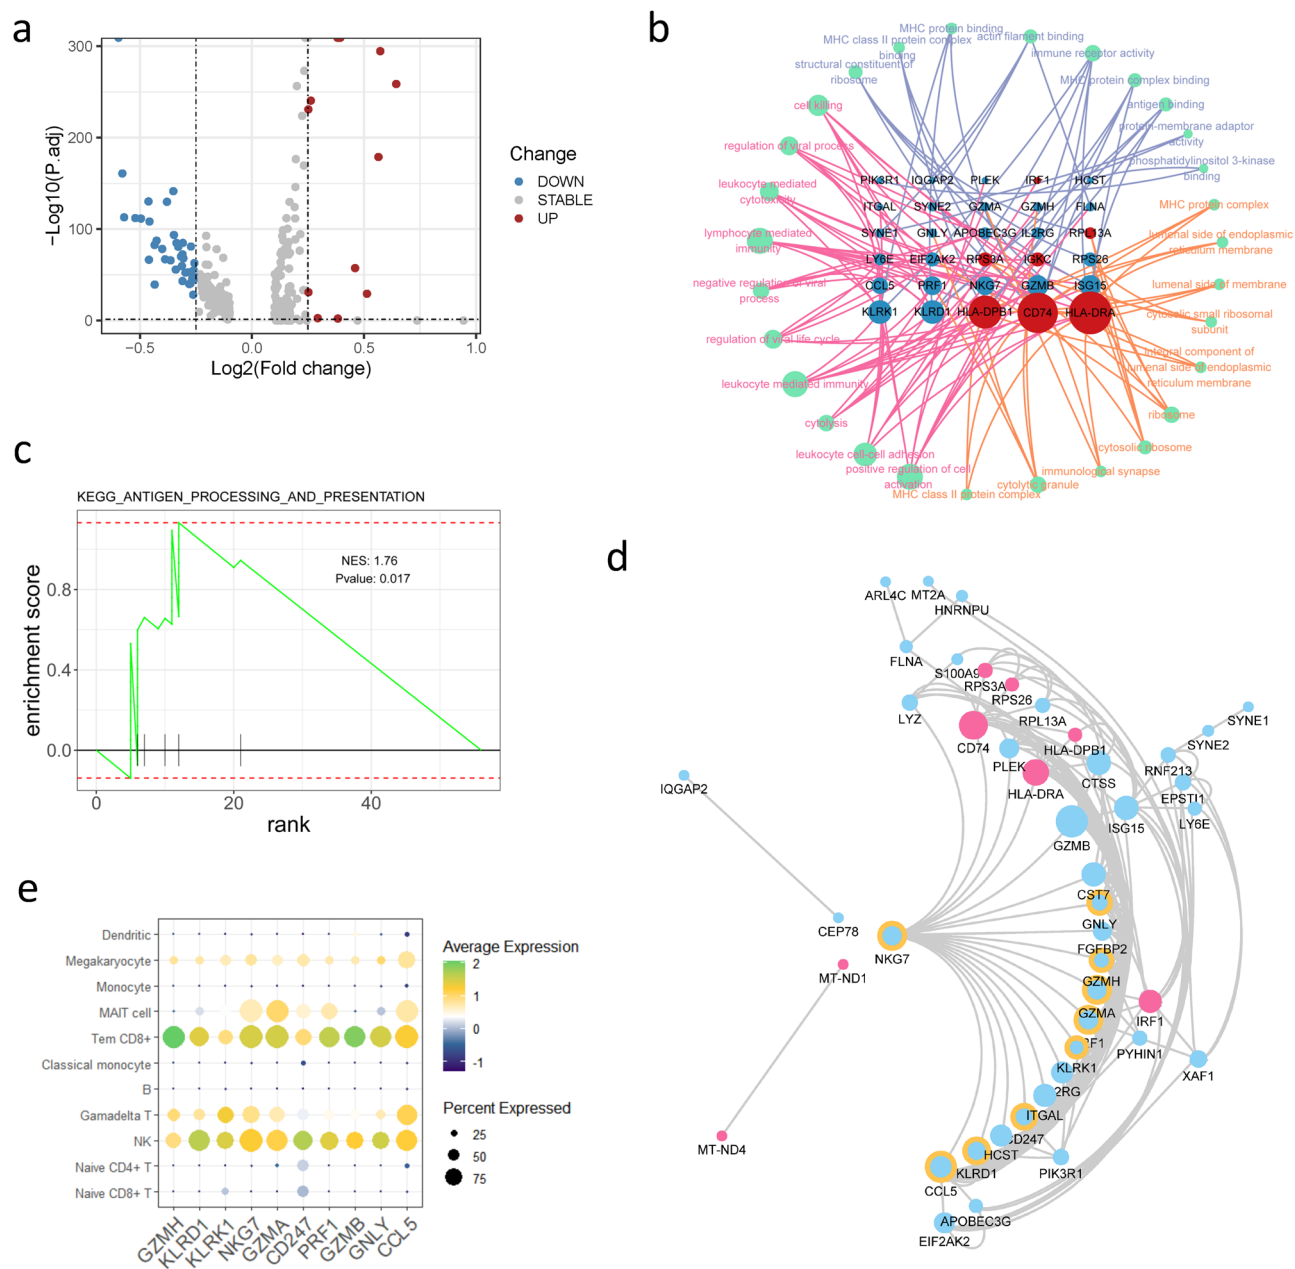 a
300
200
100
0
−Log10(P.adj)
−0.5
0.0
0.5
1.0
Log2(Fold change)
Change
DOWN
STABLE
UP
b
MHC protein binding
MHC class II protein complex
binding
actin filament binding
structural constituent of
ribosome
immune receptor activity
cell killing
MHC protein complex binding
antigen binding
regulation of viral process
protein-membrane adaptor
activity
leukocyte mediated
cytotoxicity
phosphatidylinositol 3-kinase
binding
PIK3R1
IQGAP2
PLEK
IRF1
HCST
ITGAL
SYNE2
GZMA
GZMH
FLNA
MHC protein complex
lymphocyte mediated
immunity
SYNE1
GNLY
APOBEC3G
IL2RG
RPL13A
lumenal side of endoplasmic
reticulum membrane
LY6E
EIF2AK2
RPS3A
IGKC
RPS26
negative regulation of viral
process
CCL5
PRF1
NKG7
GZMB
ISG15
lumenal side of membrane
KLRK1
KLRD1
HLA-DPB1
CD74
HLA-DRA
cytosolic small ribosomal
subunit
regulation of viral life cycle
integral component of
lumenal side of endoplasmic
reticulum membrane
leukocyte mediated immunity
cytolysis
ribosome
leukocyte cell-cell adhesion
cytosolic ribosome
positive regulation of cell
activation
immunological synapse
cytolytic granule
MHC class II protein complex
c
KEGG_ANTIGEN_PROCESSING_AND_PRESENTATION
NES: 1.76
Pvalue: 0.017
0.8
0.4
0.0
enrichment score
0
20
40
rank
d
ARL4C
MT2A
HNRNPU
FLNA
S100A9
RPS3A
RPS26
LYZ
RPL13A
SYNE1
CD74
HLA-DPB1
SYNE2
PLEK
RNF213
CTSS
IQGAP2
HLA-DRA
EPSTI1
LY6E
ISG15
GZMB
CST7
GNLY
CEP78
FGFBP2
NKG7
MT-ND1
GZMH
GZMA
IRF1
RF1
PYHIN1
KLRK1
XAF1
2RG
ITGAL
MT-ND4
D247
HCST
KLRD1
PIK3R1
CCL5
APOBEC3G
EIF2AK2
e
Dendritic
Megakaryocyte
Monocyte
MAIT cell
Tem CD8+
Classical monocyte
B
Gamadelta T
NK
Naive CD4+ T
Naive CD8+ T
GZMH
KLRD1
KLRK1
NKG7
GZMA
CD247
PRF1
GZMB
GNLY
CCL5
Average Expression
2
1
0
-1
Percent Expressed
25
50
75